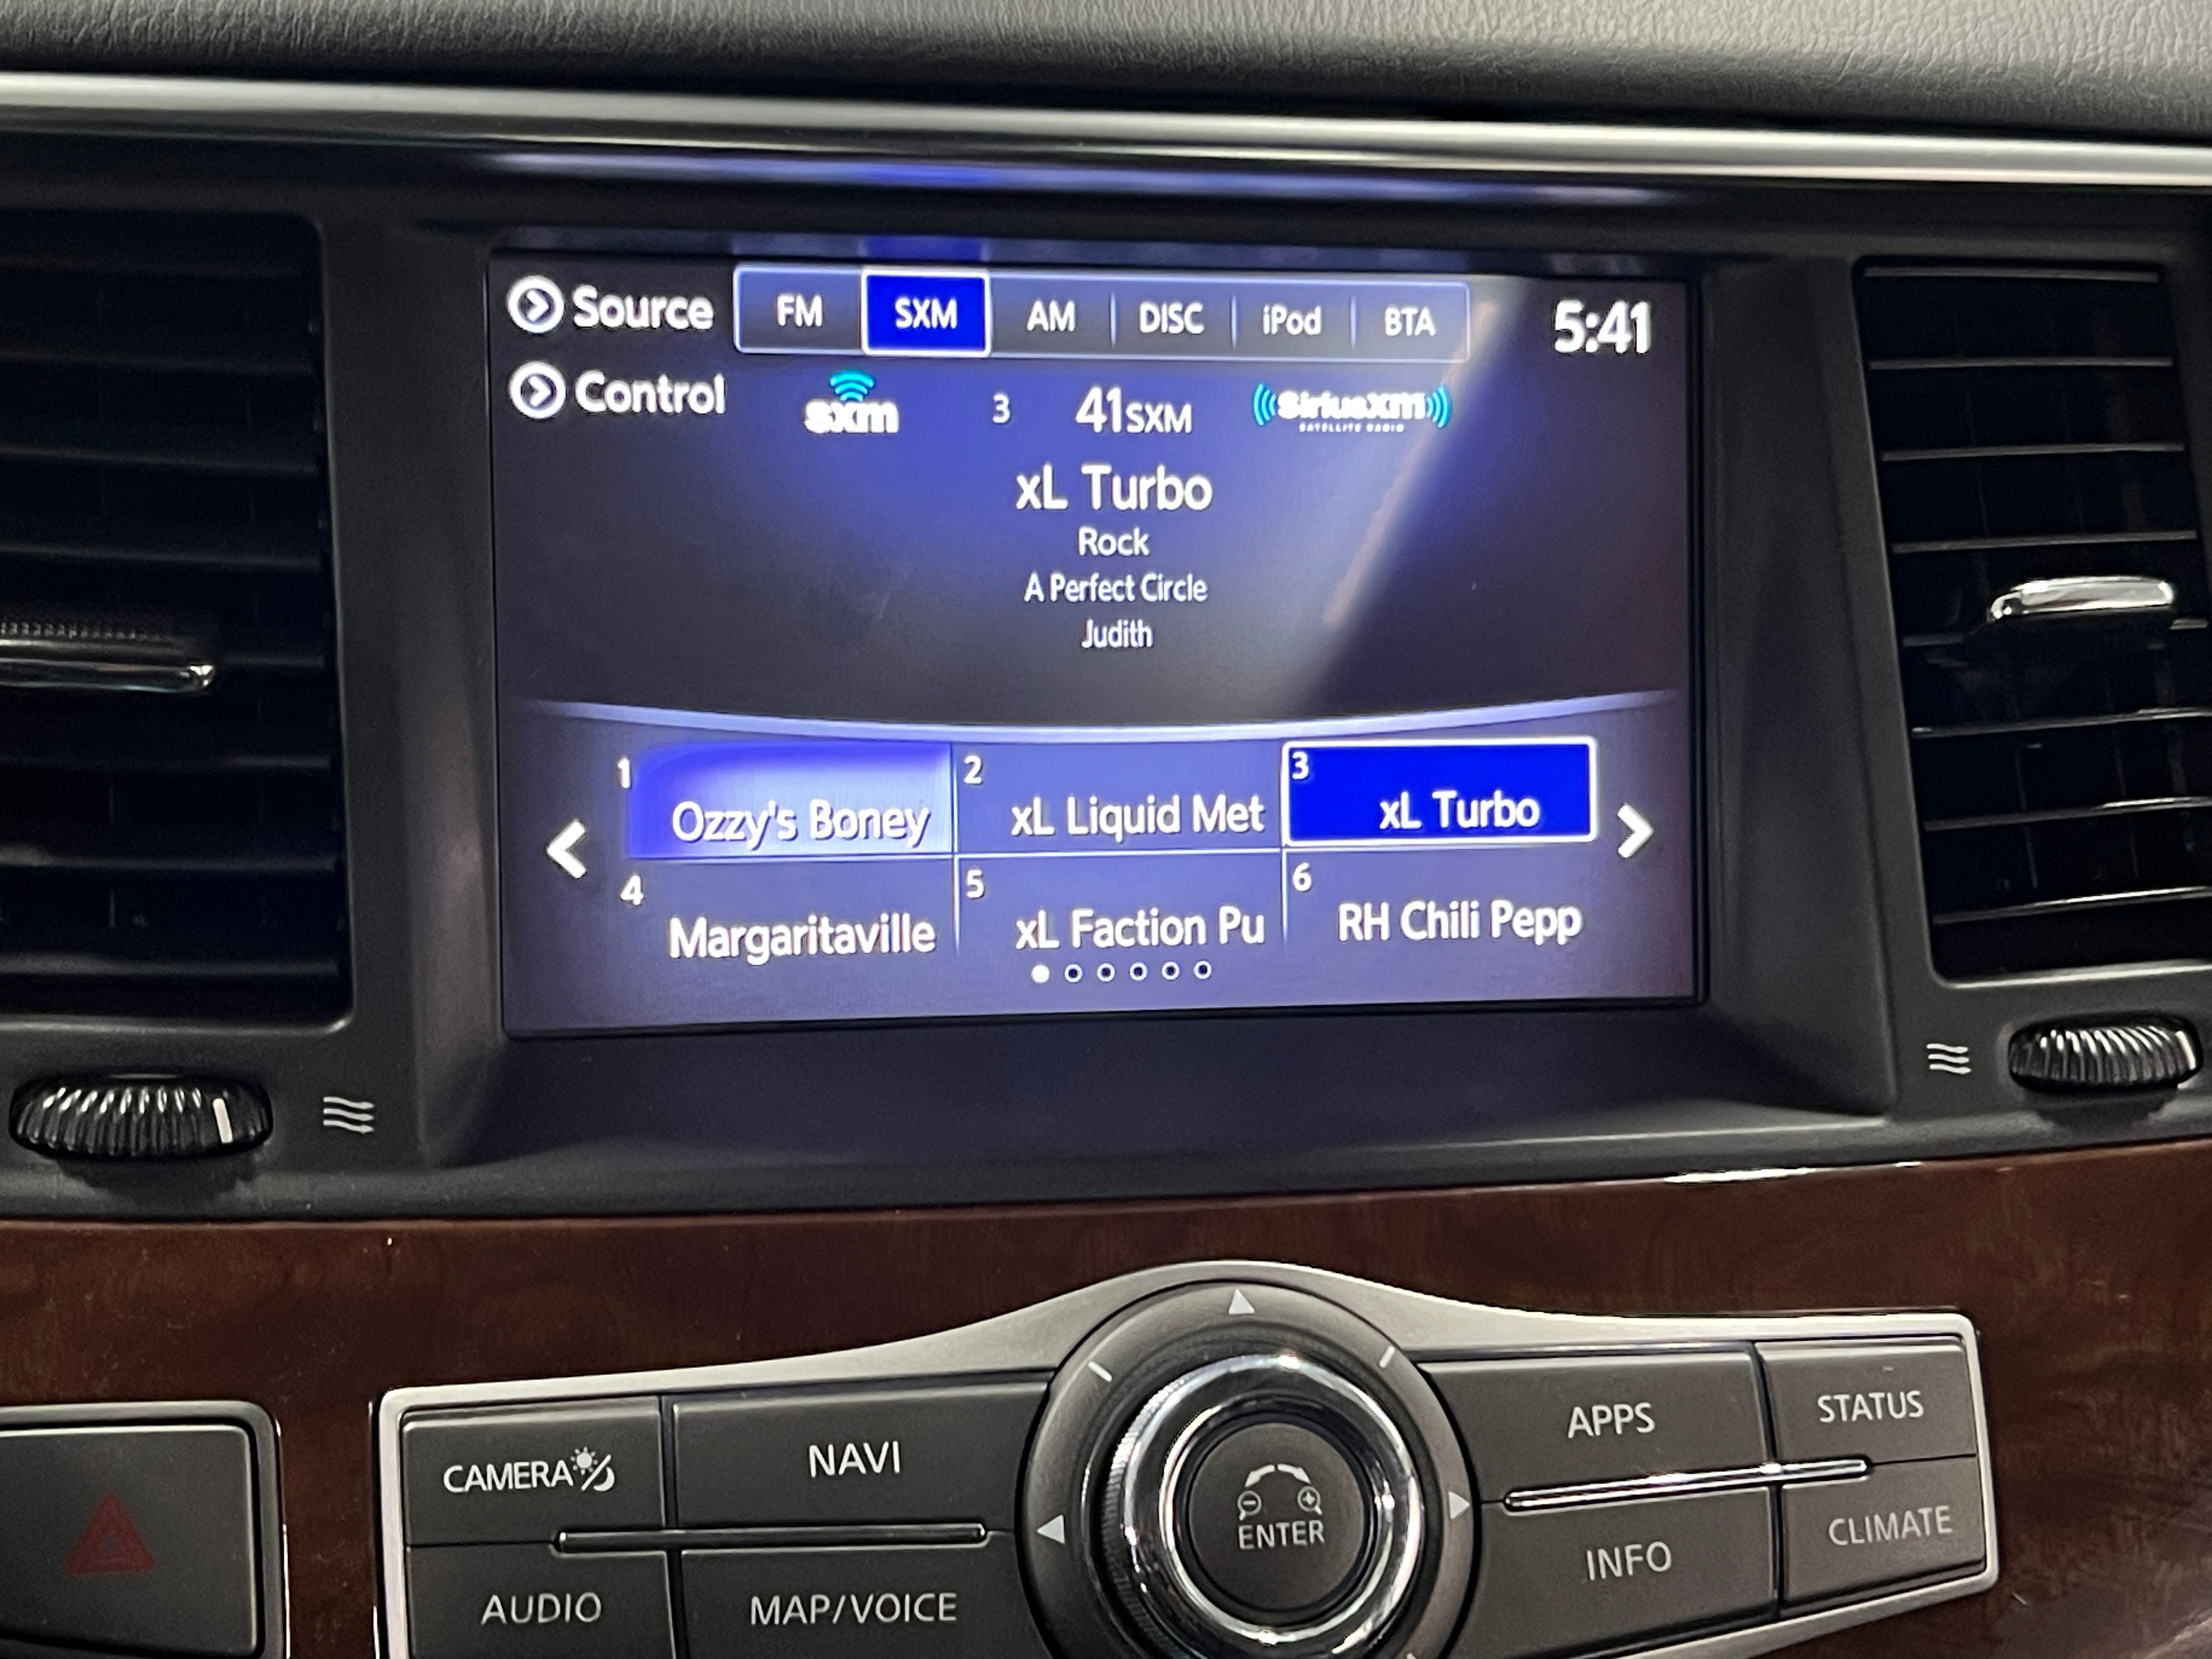 Source FM SXM AM DISC iPod BTA 5:41
Control sxm 3 41SXM SiriusXM
SATELLITE RADIO
xL Turbo
Rock
A Perfect Circle
Judith
1 Ozzy's Boney 2 xL Liquid Met 3 xL Turbo
4 Margaritaville 5 xL Faction Pu 6 RH Chili Pepp
CAMERA NAVI APPS STATUS
ENTER
AUDIO MAP/VOICE INFO CLIMATE